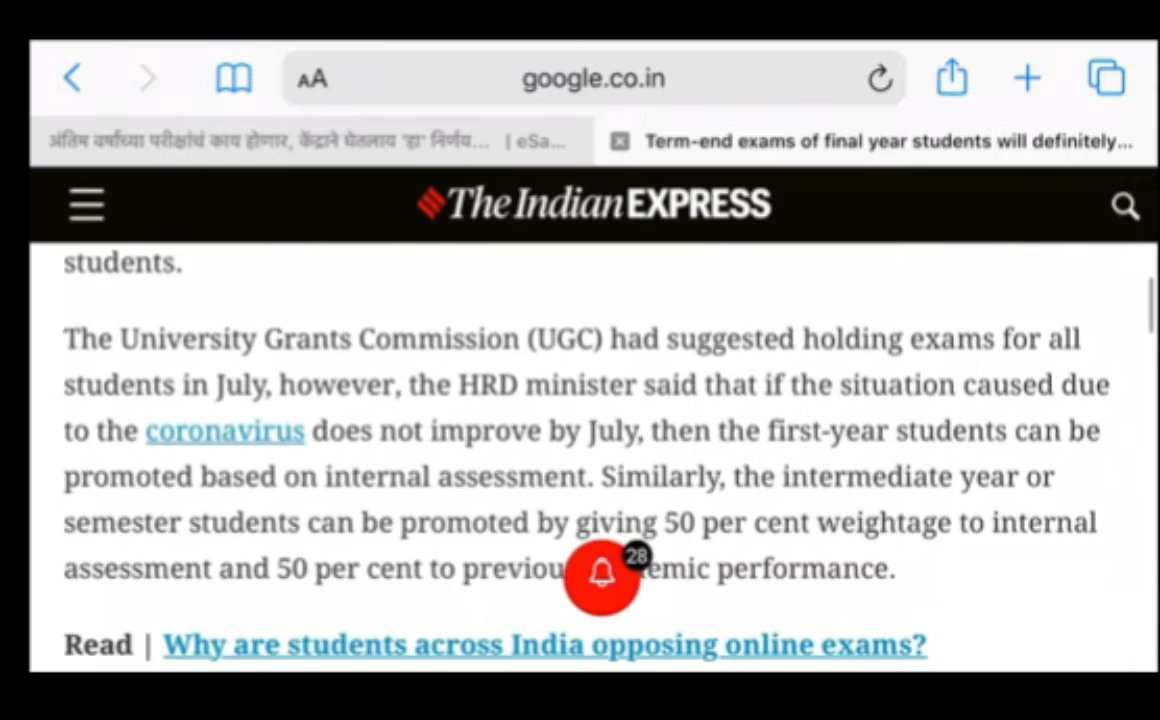 AA
google.co.in
अंतिम वर्षाच्या परीक्षांचं काय होणार, केंद्राने घेतलाय 'हा' निर्णय... | eSa...
Term-end exams of final year students will definitely...
The Indian EXPRESS
students.
The University Grants Commission (UGC) had suggested holding exams for all
students in July, however, the HRD minister said that if the situation caused due
to the coronavirus does not improve by July, then the first-year students can be
promoted based on internal assessment. Similarly, the intermediate year or
semester students can be promoted by giving 50 per cent weightage to internal
28
assessment and 50 per cent to previou emic performance.
Read | Why are students across India opposing online exams?